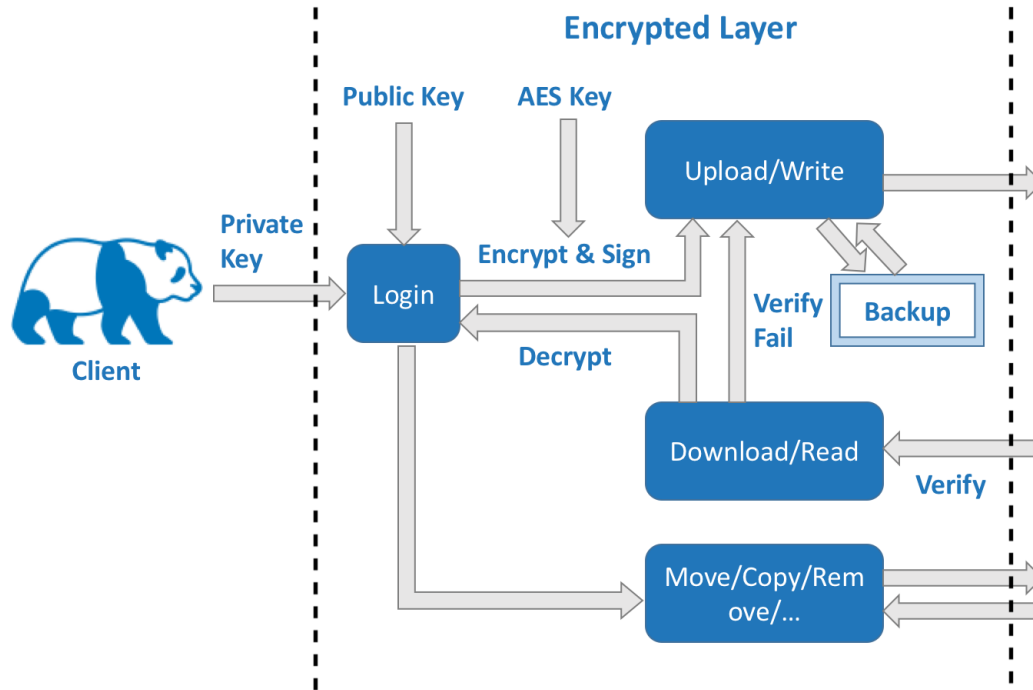 Encrypted Layer
Public Key
AES Key
Upload/Write
Private
Key
Encrypt & Sign
Login
Verify
Fail
Backup
Decrypt
Client
Download/Read
Verify
Move/Copy/Rem
ove/...